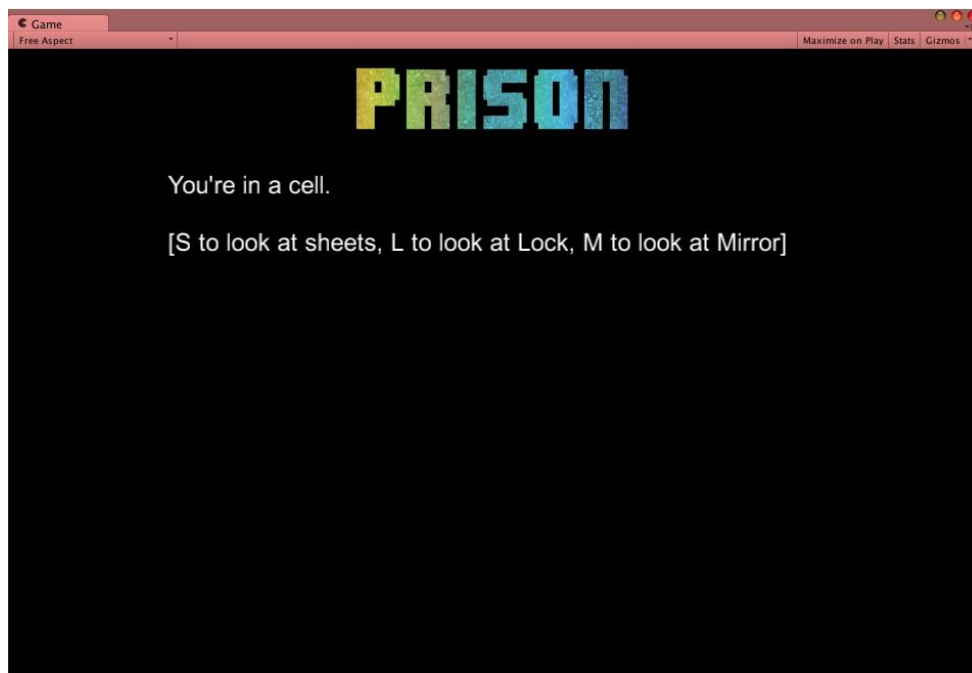 Game
Free Aspect Maximize on Play Stats Gizmos
PRISON
You're in a cell.
[S to look at sheets, L to look at Lock, M to look at Mirror]